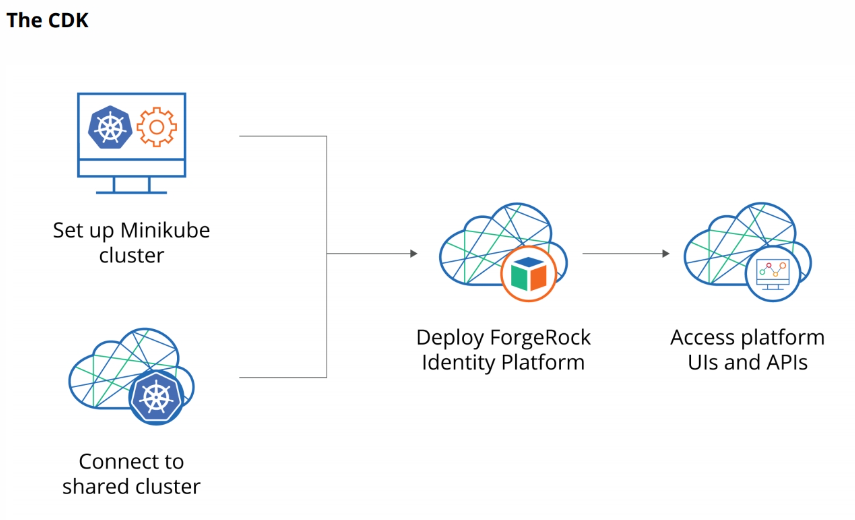 The CDK
Set up Minikube
cluster
Deploy ForgeRock
Identity Platform
Access platform
UIs and APIs
Connect to
shared cluster